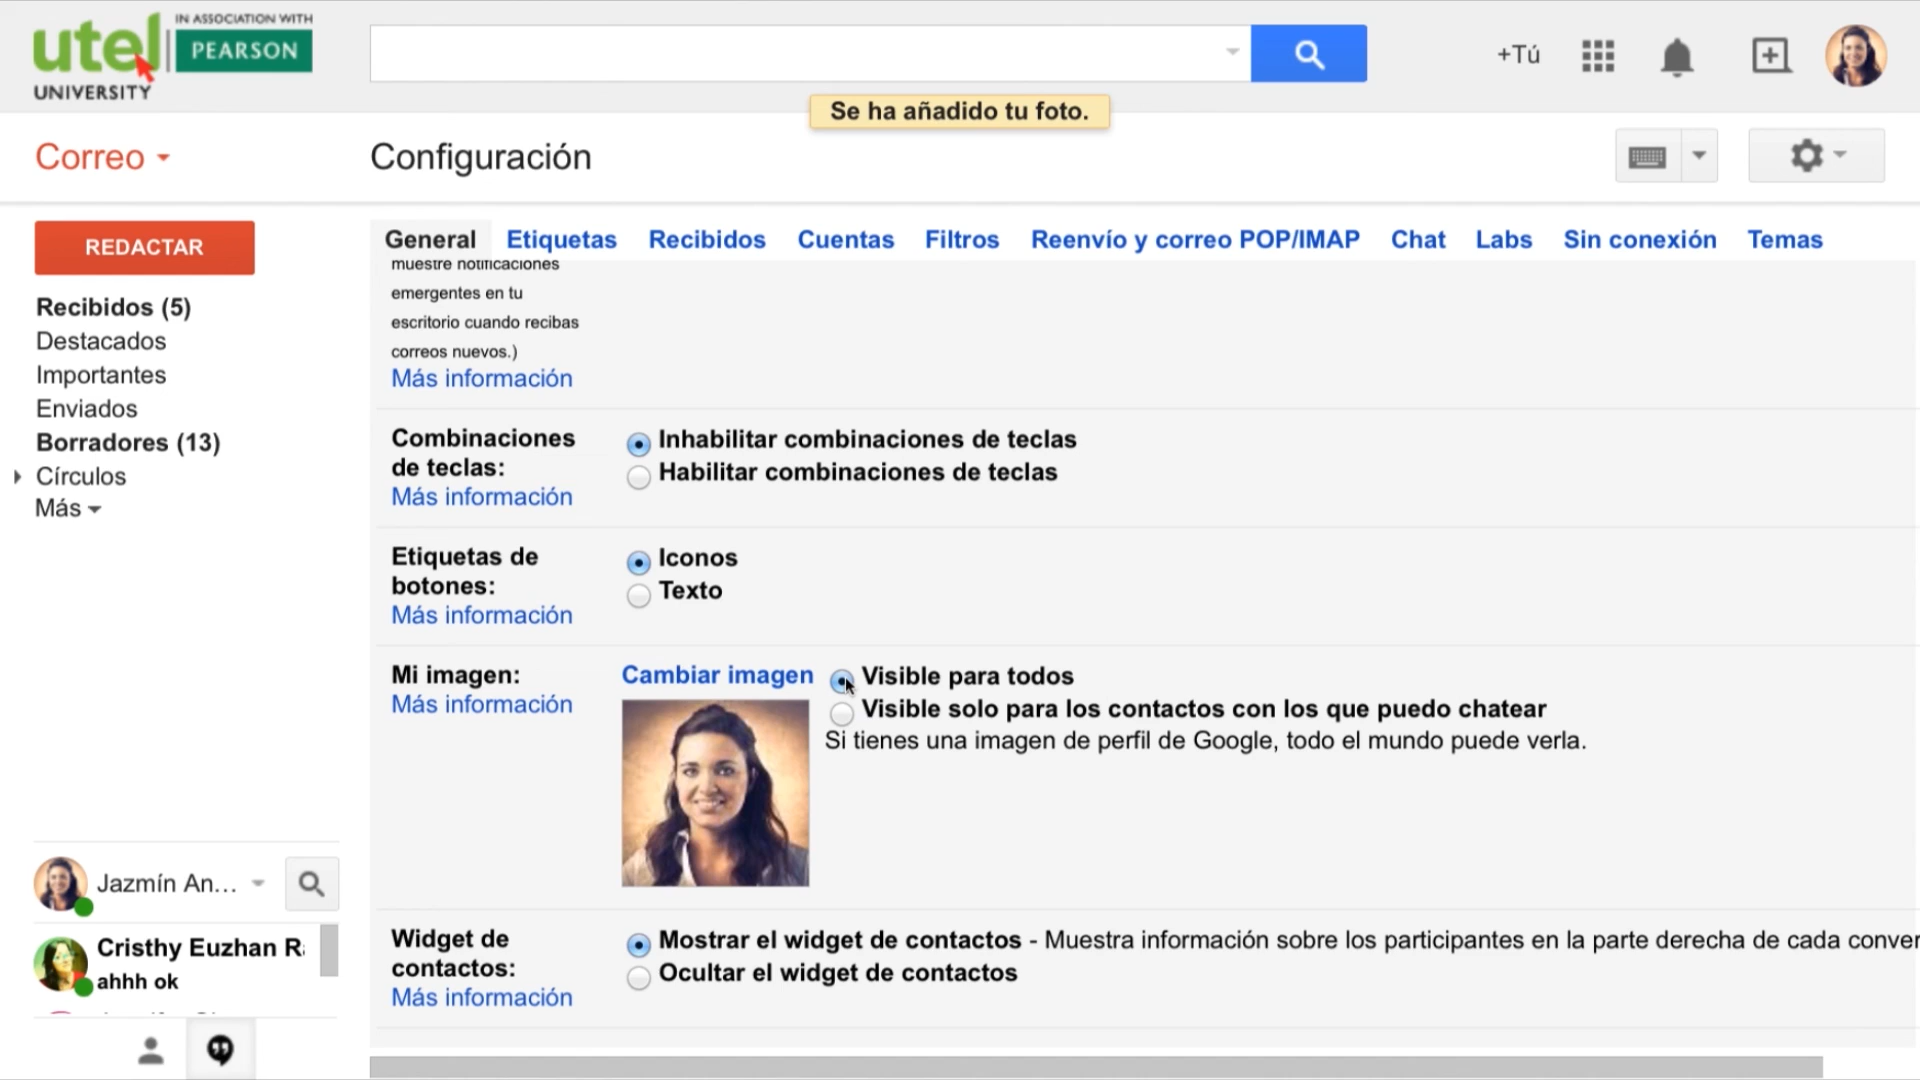 utel
UNIVERSITY
IN ASSOCIATION WITH
PEARSON
+Tú
Se ha añadido tu foto.
Correo
Configuración
REDACTAR
Recibidos (5)
Destacados
Importantes
Enviados
Borradores (13)
Círculos
Más
General Etiquetas Recibidos Cuentas Filtros Reenvío y correo POP/IMAP Chat Labs Sin conexión Temas
muestre notificaciones
emergentes en tu
escritorio cuando recibas
correos nuevos.)
Más información
Combinaciones
de teclas:
Más información
Inhabilitar combinaciones de teclas
Habilitar combinaciones de teclas
Etiquetas de
botones:
Más información
Iconos
Texto
Mi imagen:
Más información
Cambiar imagen
Visible para todos
Visible solo para los contactos con los que puedo chatear
Si tienes una imagen de perfil de Google, todo el mundo puede verla.
Widget de
contactos:
Más información
Mostrar el widget de contactos - Muestra información sobre los participantes en la parte derecha de cada conver
Ocultar el widget de contactos
Jazmín An...
Cristhy Euzhan R
ahhh ok